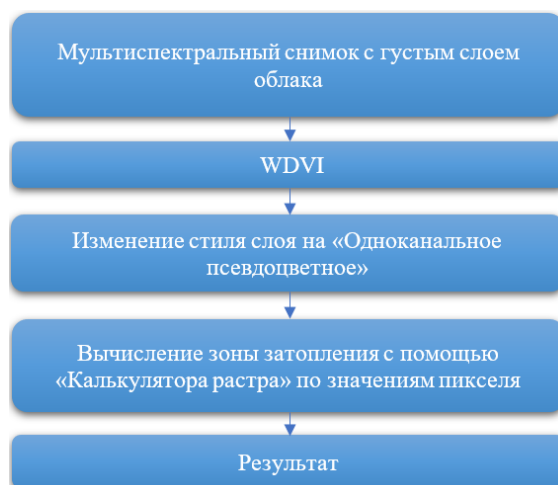 Мультиспектральный снимок с густым слоем
облака
WDVI
Изменение стиля слоя на «Одноканальное
псевдоцветное»
Вычисление зоны затопления с помощью
«Калькулятора растра» по значениям пикселя
Результат